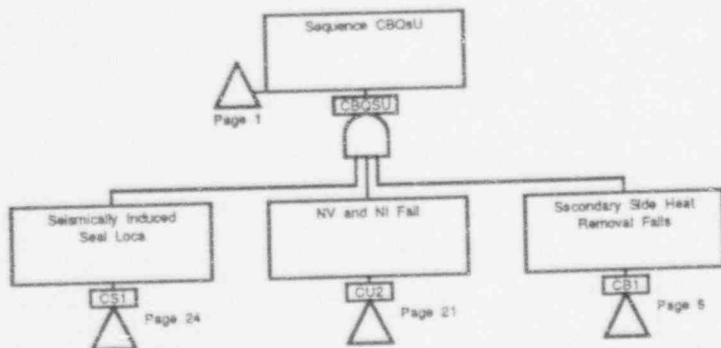 Sequence CBQsU
Page 1
CBQSU
Seismically Induced
Seal Loca
NV and NI Fail
Secondary Side Heat
Removal Fails
CS1
Page 24
CU2
Page 21
CB1
Page 5